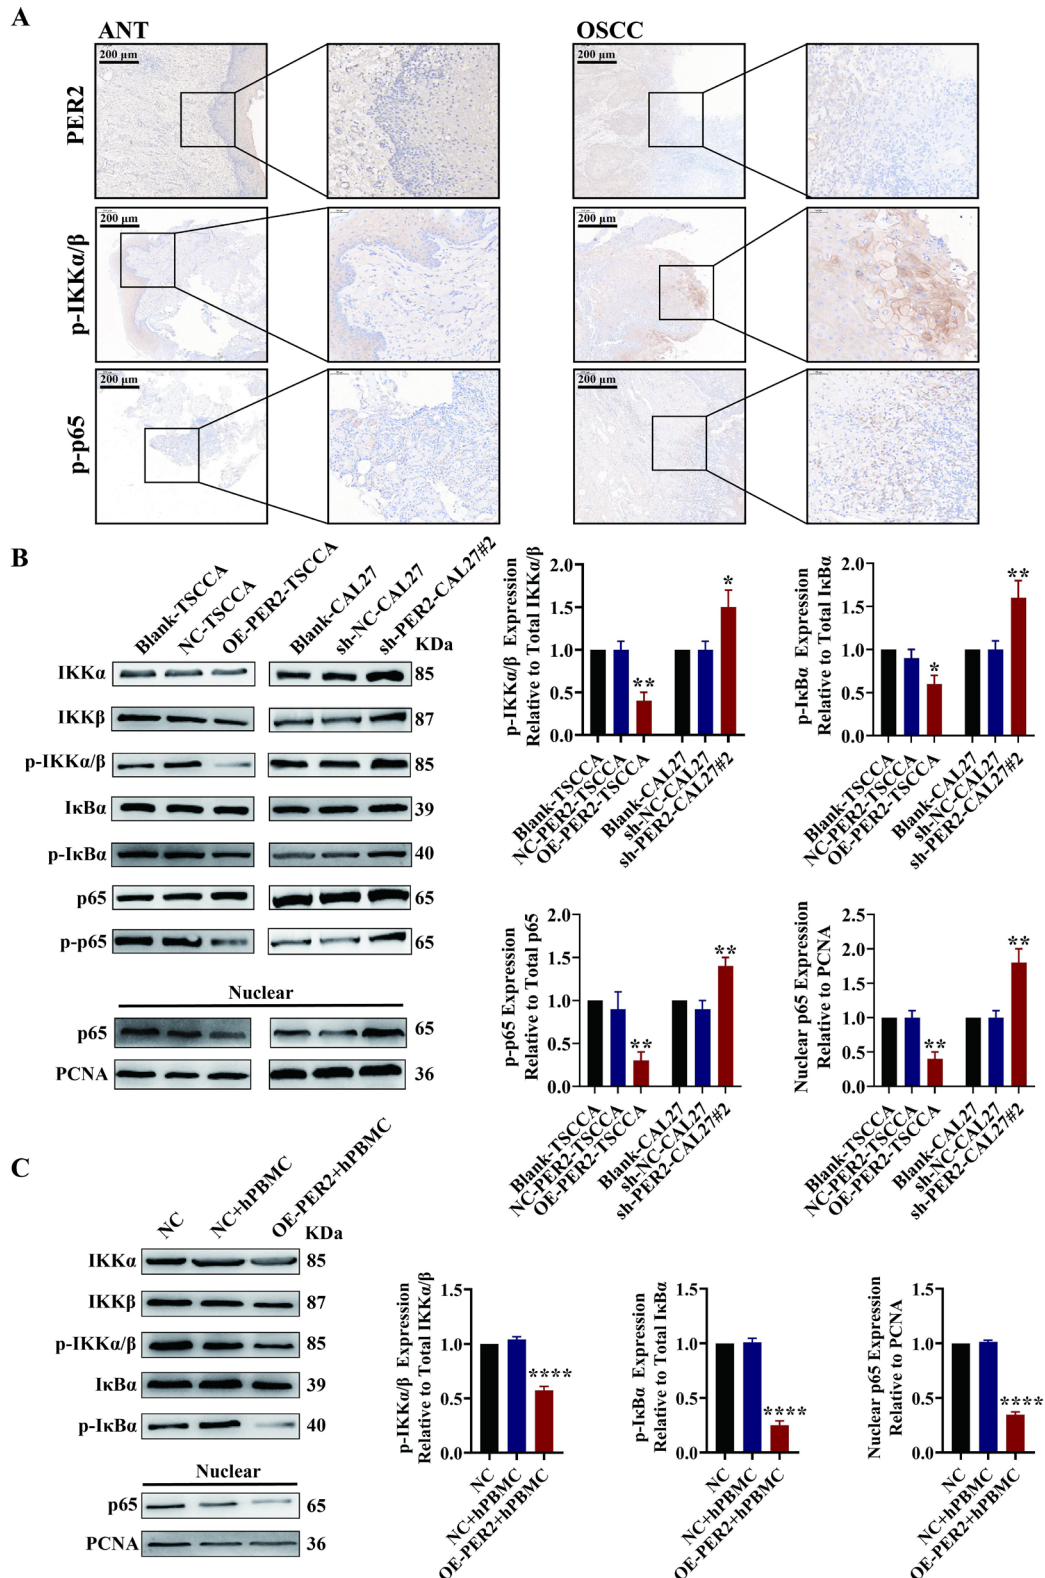 A
ANT
OSCC
PER2
200 μm
200 μm
p-IKKα/β
200 μm
200 μm
p-p65
200 μm
200 μm
B
Blank-TSCCA
NC-TSCCA
OE-PER2-TSCCA
Blank-CAL27
sh-NC-CAL27
sh-PER2-CAL27#2
KDa
IKKα
85
IKKβ
87
p-IKKα/β
85
IκBα
39
p-IκBα
40
p65
65
p-p65
65
Nuclear
p65
65
PCNA
36
p-IKKα/β Expression
Relative to Total IKKα/β
2.0
1.5
1.0
0.5
0.0
**
*
Blank-TSCCA
NC-PER2-TSCCA
OE-PER2-TSCCA
Blank-CAL27
sh-NC-CAL27
sh-PER2-CAL27#2
p-IκBα Expression
Relative to Total IκBα
2.0
1.5
1.0
0.5
0.0
*
**
Blank-TSCCA
NC-PER2-TSCCA
OE-PER2-TSCCA
Blank-CAL27
sh-NC-CAL27
sh-PER2-CAL27#2
p-p65 Expression
Relative to Total p65
2.0
1.5
1.0
0.5
0.0
**
**
Blank-TSCCA
NC-PER2-TSCCA
OE-PER2-TSCCA
Blank-CAL27
sh-NC-CAL27
sh-PER2-CAL27#2
Nuclear p65 Expression
Relative to PCNA
2.5
2.0
1.5
1.0
0.5
0.0
**
**
Blank-TSCCA
NC-PER2-TSCCA
OE-PER2-TSCCA
Blank-CAL27
sh-NC-CAL27
sh-PER2-CAL27#2
C
NC
NC+hPBMC
OE-PER2+hPBMC
KDa
IKKα
85
IKKβ
87
p-IKKα/β
85
IκBα
39
p-IκBα
40
Nuclear
p65
65
PCNA
36
p-IKKα/β Expression
Relative to Total IKKα/β
1.5
1.0
0.5
0.0
****
NC
NC+hPBMC
OE-PER2+hPBMC
p-IκBα Expression
Relative to Total IκBα
1.5
1.0
0.5
0.0
****
NC
NC+hPBMC
OE-PER2+hPBMC
Nuclear p65 Expression
Relative to PCNA
1.5
1.0
0.5
0.0
****
NC
NC+hPBMC
OE-PER2+hPBMC